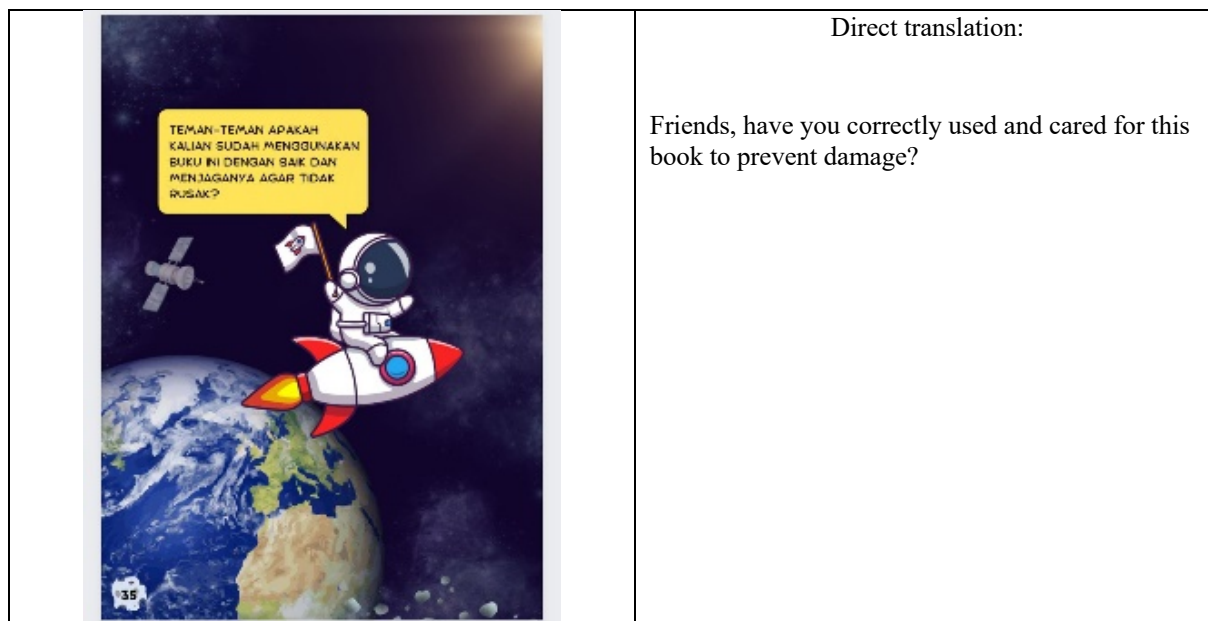 TEMAN-TEMAN APAKAH
KALIAN SUDAH MENGGUNAKAN
BUKU INI DENGAN BAIK DAN
MENJAGANYA AGAR TIDAK
RUSAK?
35
Direct translation:
Friends, have you correctly used and cared for this
book to prevent damage?